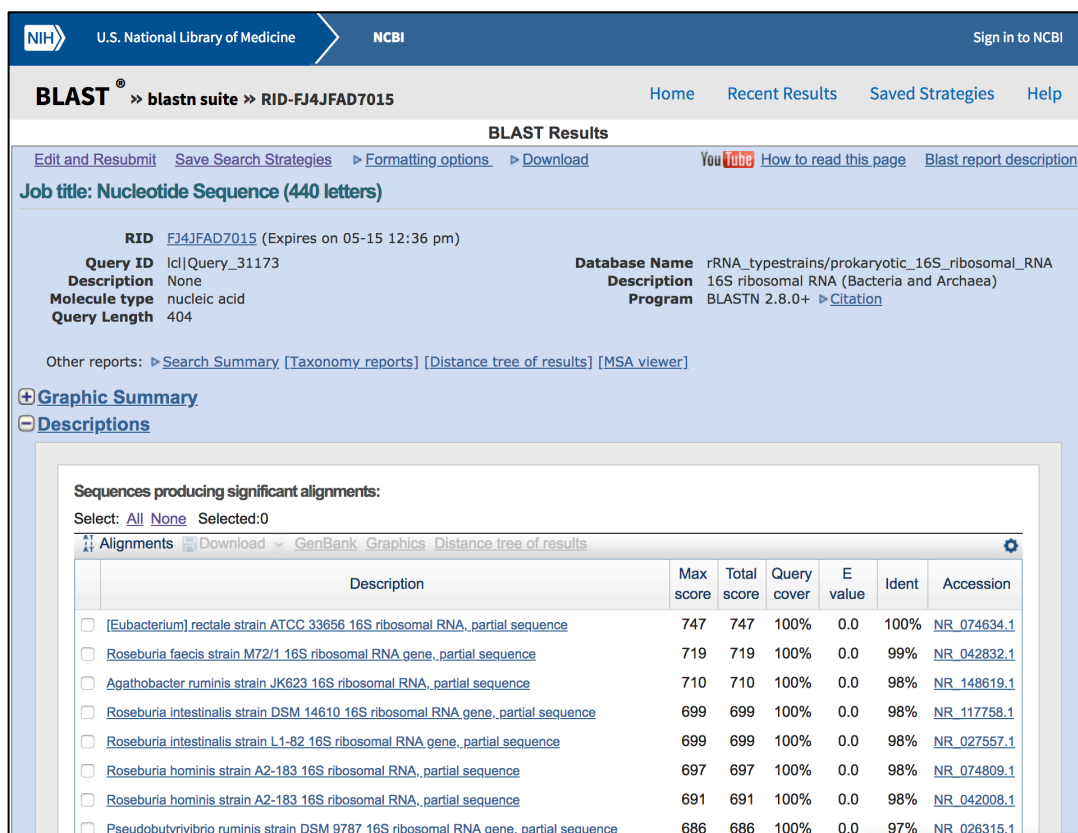 NIH U.S. National Library of Medicine NCBI Sign in to NCBI
BLAST ® » blastn suite » RID-FJ4JFAD7015 Home Recent Results Saved Strategies Help
BLAST Results
Edit and Resubmit Save Search Strategies Formatting options Download YouTube How to read this page Blast report description
Job title: Nucleotide Sequence (440 letters)
RID FJ4JFAD7015 (Expires on 05-15 12:36 pm)
Query ID lcl|Query_31173 Database Name rRNA_typestrains/prokaryotic_16S_ribosomal_RNA
Description None Description 16S ribosomal RNA (Bacteria and Archaea)
Molecule type nucleic acid Program BLASTN 2.8.0+ Citation
Query Length 404
Other reports: Search Summary [Taxonomy reports] [Distance tree of results] [MSA viewer]
Graphic Summary
Descriptions
Sequences producing significant alignments:
Select: All None Selected:0
Alignments Download GenBank Graphics Distance tree of results
Description Max score Total score Query cover E value Ident Accession
[Eubacterium] rectale strain ATCC 33656 16S ribosomal RNA, partial sequence 747 747 100% 0.0 100% NR_074634.1
Roseburia faecis strain M72/1 16S ribosomal RNA gene, partial sequence 719 719 100% 0.0 99% NR_042832.1
Agathobacter ruminis strain JK623 16S ribosomal RNA, partial sequence 710 710 100% 0.0 98% NR_148619.1
Roseburia intestinalis strain DSM 14610 16S ribosomal RNA gene, partial sequence 699 699 100% 0.0 98% NR_117758.1
Roseburia intestinalis strain L1-82 16S ribosomal RNA gene, partial sequence 699 699 100% 0.0 98% NR_027557.1
Roseburia hominis strain A2-183 16S ribosomal RNA, partial sequence 697 697 100% 0.0 98% NR_074809.1
Roseburia hominis strain A2-183 16S ribosomal RNA, partial sequence 691 691 100% 0.0 98% NR_042008.1
Pseudobutyrivibrio ruminis strain DSM 9787 16S ribosomal RNA gene, partial sequence 686 686 100% 0.0 97% NR_026315.1